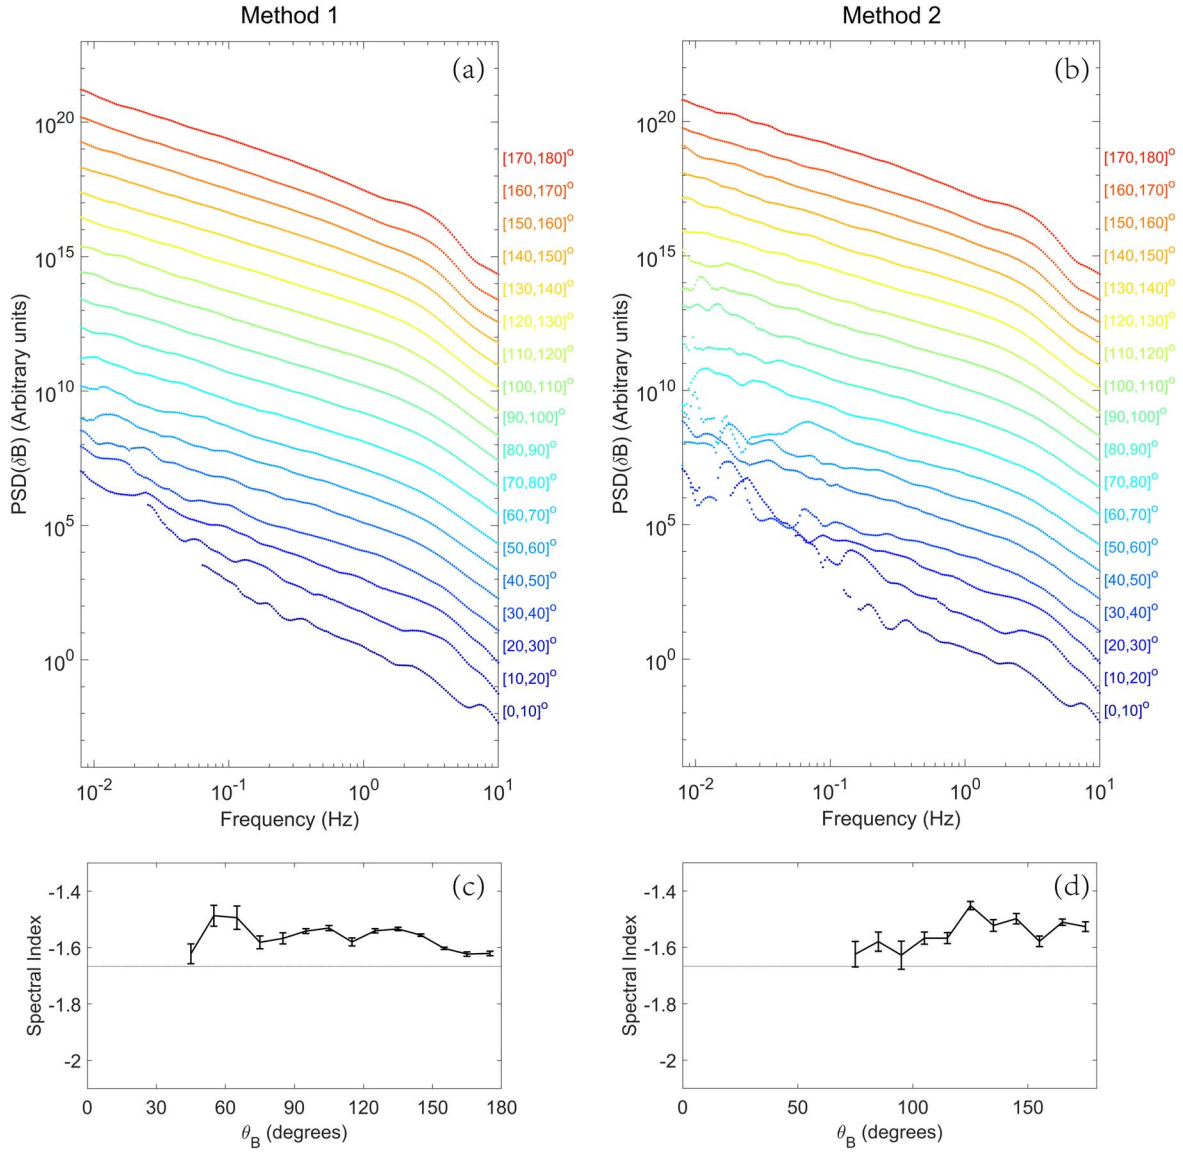 Method 1
(a)
10^20
10^15
10^10
10^5
10^0
PSD(δB) (Arbitrary units)
[170,180]^o
[160,170]^o
[150,160]^o
[140,150]^o
[130,140]^o
[120,130]^o
[110,120]^o
[100,110]^o
[90,100]^o
[80,90]^o
[70,80]^o
[60,70]^o
[50,60]^o
[40,50]^o
[30,40]^o
[20,30]^o
[10,20]^o
[0,10]^o
10^-2 10^-1 10^0 10^1
Frequency (Hz)
Method 2
(b)
10^20
10^15
10^10
10^5
10^0
PSD(δB) (Arbitrary units)
[170,180]^o
[160,170]^o
[150,160]^o
[140,150]^o
[130,140]^o
[120,130]^o
[110,120]^o
[100,110]^o
[90,100]^o
[80,90]^o
[70,80]^o
[60,70]^o
[50,60]^o
[40,50]^o
[30,40]^o
[20,30]^o
[10,20]^o
[0,10]^o
10^-2 10^-1 10^0 10^1
Frequency (Hz)
(c)
-1.4
-1.6
-1.8
-2
Spectral Index
0 30 60 90 120 150 180
θ_B (degrees)
(d)
-1.4
-1.6
-1.8
-2
Spectral Index
0 50 100 150
θ_B (degrees)